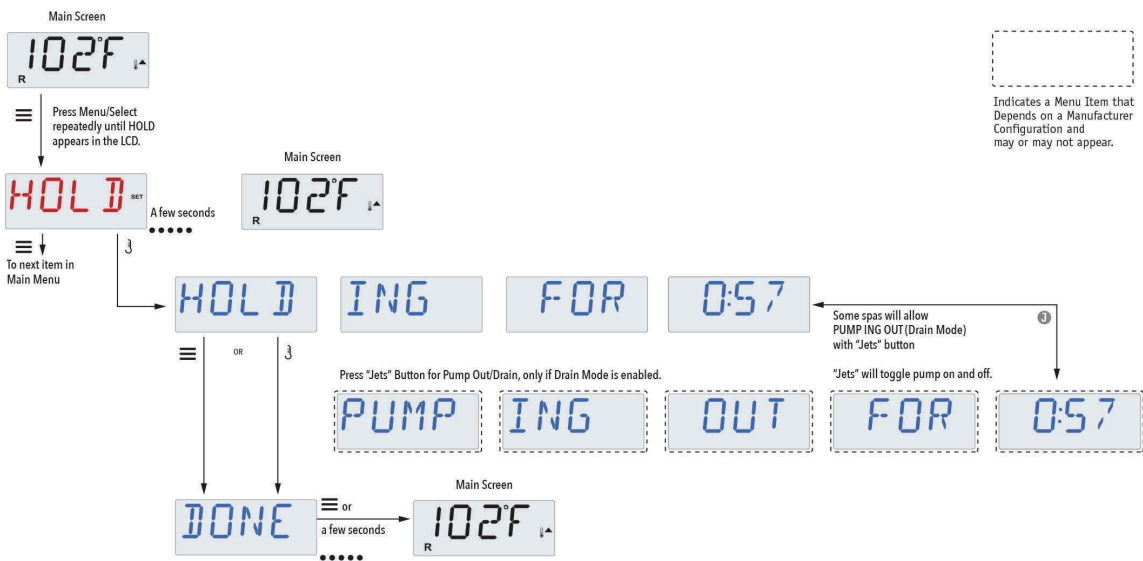 Main Screen
102°F
R
Press Menu/Select
repeatedly until HOLD
appears in the LCD.
Indicates a Menu Item that
Depends on a Manufacturer
Configuration and
may or may not appear.
Main Screen
HOLD SET
A few seconds
102°F
R
To next item in
Main Menu
HOLD ING FOR 0:57
Some spas will allow
PUMP ING OUT (Drain Mode)
with "Jets" button
J
OR
Press "Jets" Button for Pump Out/Drain, only if Drain Mode is enabled.
"Jets" will toggle pump on and off.
PUMP ING OUT FOR 0:57
Main Screen
DONE
or
a few seconds
102°F
R